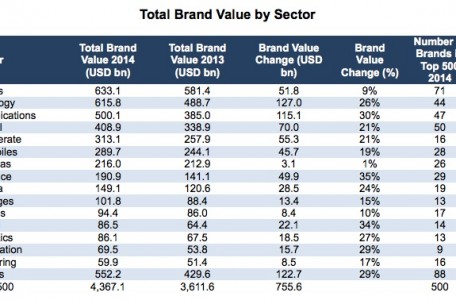 Total Brand Value by Sector
r Total Brand Value 2014 (USD bn) Total Brand Value 2013 (USD bn) Brand Value Change (USD bn) Brand Value Change (%) Number Brands Top 500 2014
s 633.1 581.4 51.8 9% 71
logy 615.8 488.7 127.0 26% 44
nications 500.1 385.0 115.1 30% 47
l 408.9 338.9 70.0 21% 50
nerate 313.1 257.9 55.3 21% 16
biles 289.7 244.1 45.7 19% 28
as 216.0 212.9 3.1 1% 26
nce 190.9 141.1 49.9 35% 29
a 149.1 120.6 28.5 24% 19
ges 101.8 88.4 13.4 15% 13
s 94.4 86.0 8.4 10% 17
86.5 64.4 22.1 34% 14
tics 86.1 67.5 18.5 27% 13
ation 69.5 53.8 15.7 29% 9
ring 59.9 51.4 8.5 17% 16
s 552.2 429.6 122.7 29% 88
500 4,367.1 3,611.6 755.6 500